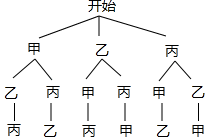 开始
甲 乙 丙
乙 丙 甲 丙 甲 乙
丙 乙 丙 甲 乙 甲